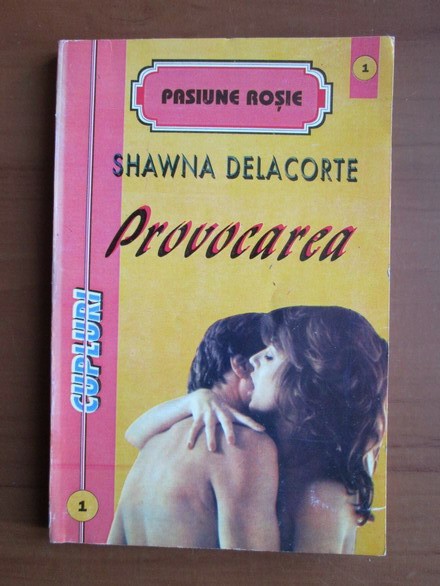 PASIUNE ROȘIE
1
SHAWNA DELACORTE
Provocarea
CUPLURI
1